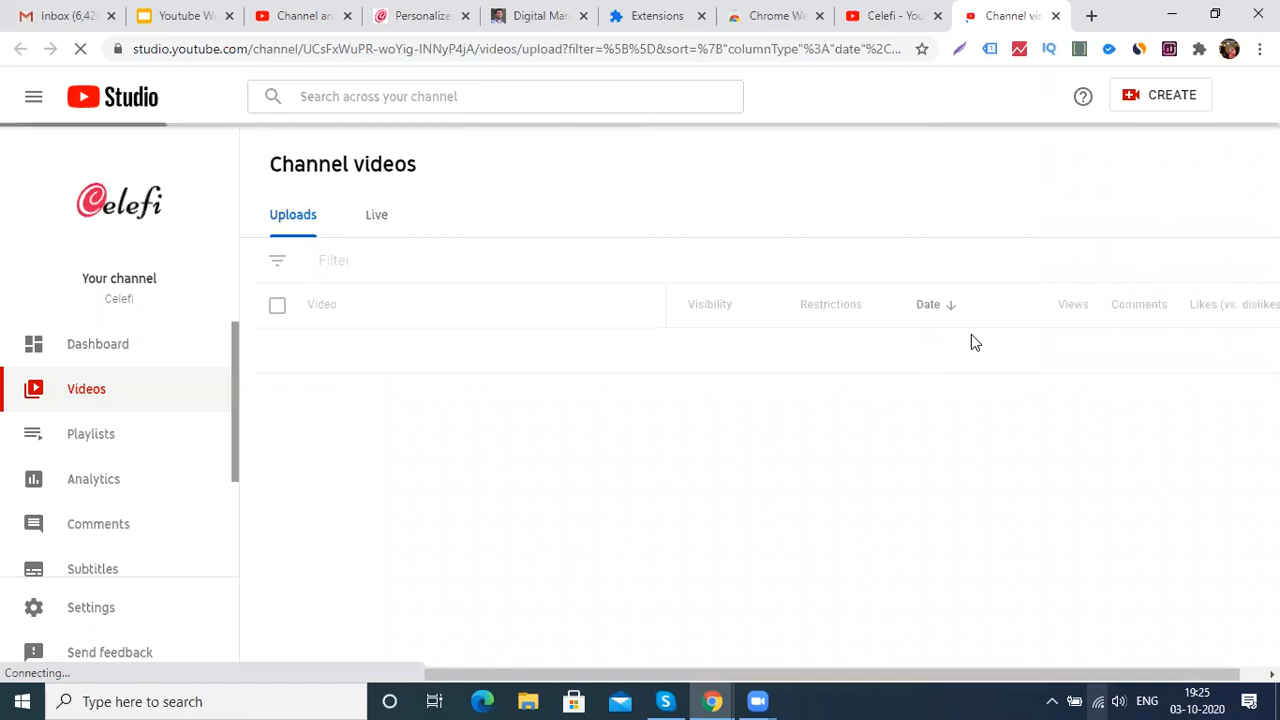 Inbox (6,42
Youtube Wo
Channel an
Personalize
Digital Ma
Extensions
Chrome We
Celefi - You
Channel vi
studio.youtube.com/channel/UCsFxWuPR-woYig-INNyP4jA/videos/upload?filter=%5B%5D&sort=%7B"columnType"%3A"date"%2C...
Studio
Search across your channel
CREATE
Celefi
Your channel
Celefi
Dashboard
Videos
Playlists
Analytics
Comments
Subtitles
Settings
Send feedback
Channel videos
Uploads Live
Filter
Video Visibility Restrictions Date Views Comments Likes (vs. dislikes
Connecting...
Type here to search
ENG
19:25
03-10-2020